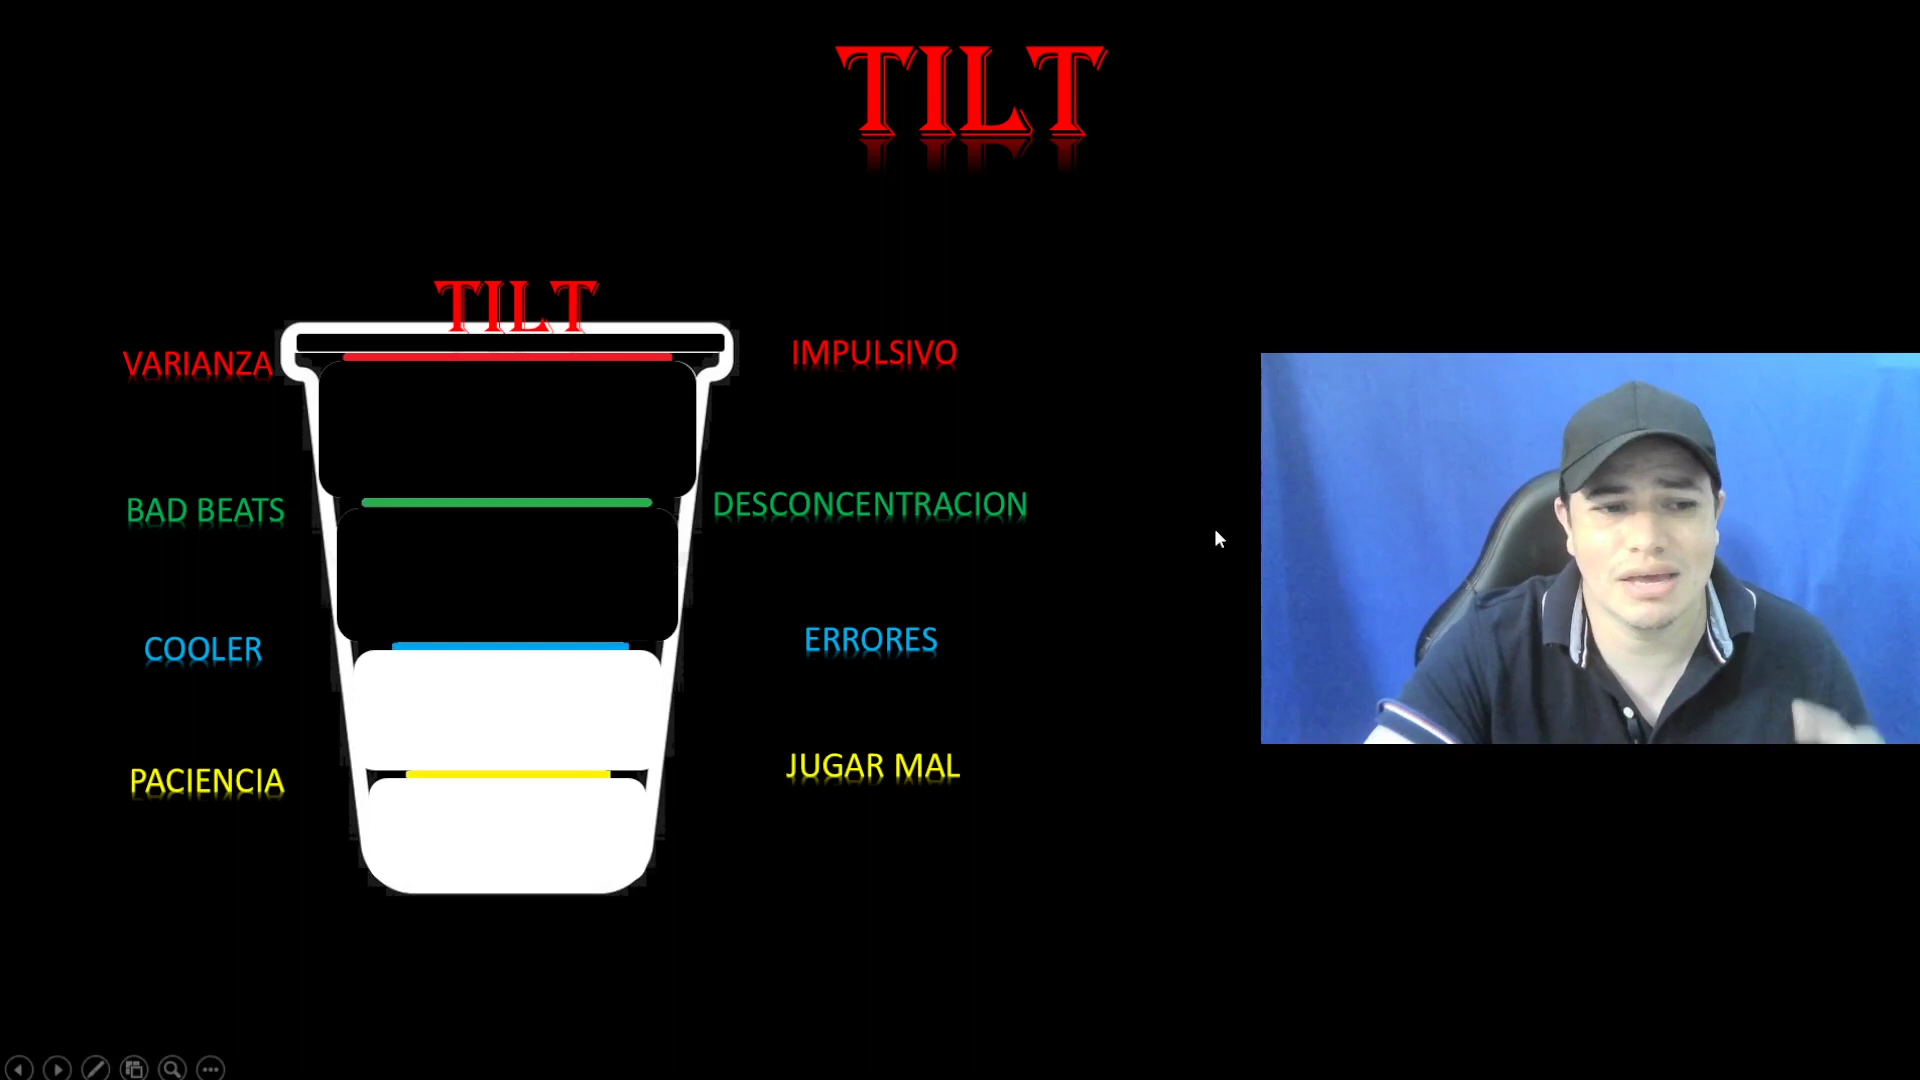 TILT
TILT
VARIANZA
IMPULSIVO
BAD BEATS
DESCONCENTRACION
COOLER
ERRORES
PACIENCIA
JUGAR MAL